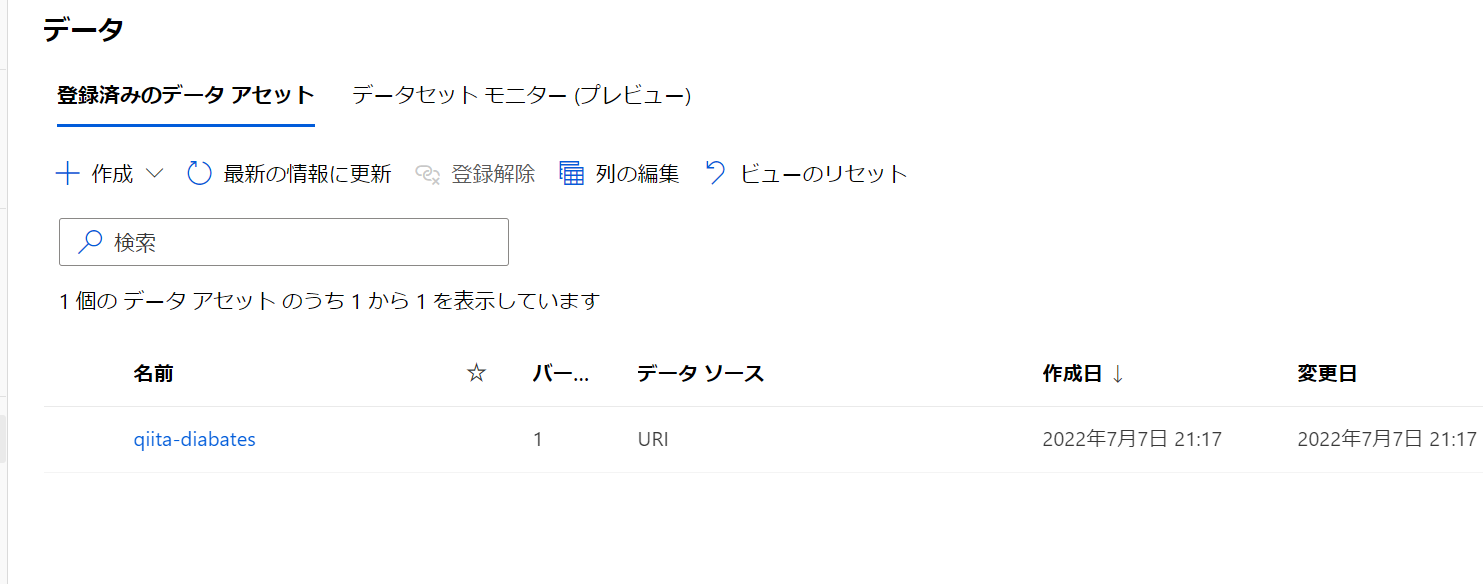 データ
登録済みのデータ アセット データセット モニター (プレビュー)
作成 最新の情報に更新 登録解除 列の編集 ビューのリセット
検索
1 個の データ アセット のうち 1 から 1 を表示しています
名前 バー... データ ソース 作成日 ↓ 変更日
qiita-diabates 1 URI 2022年7月7日 21:17 2022年7月7日 21:17